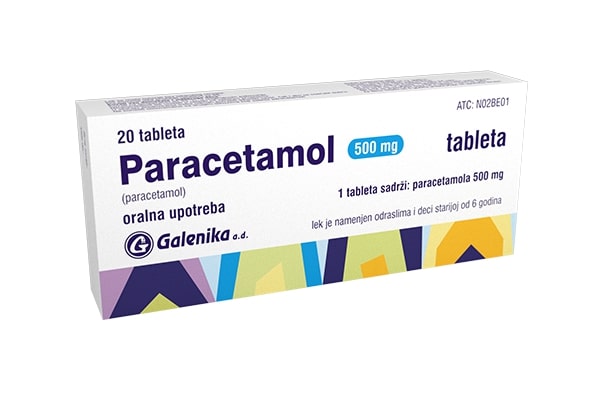 ATC: N02BE01
20 tableta
Paracetamol 500 mg tableta
(paracetamol)
1 tableta sadrži: paracetamola 500 mg
oralna upotreba
lek je namenjen odraslima i deci starijoj od 6 godina
G Galenika a.d.